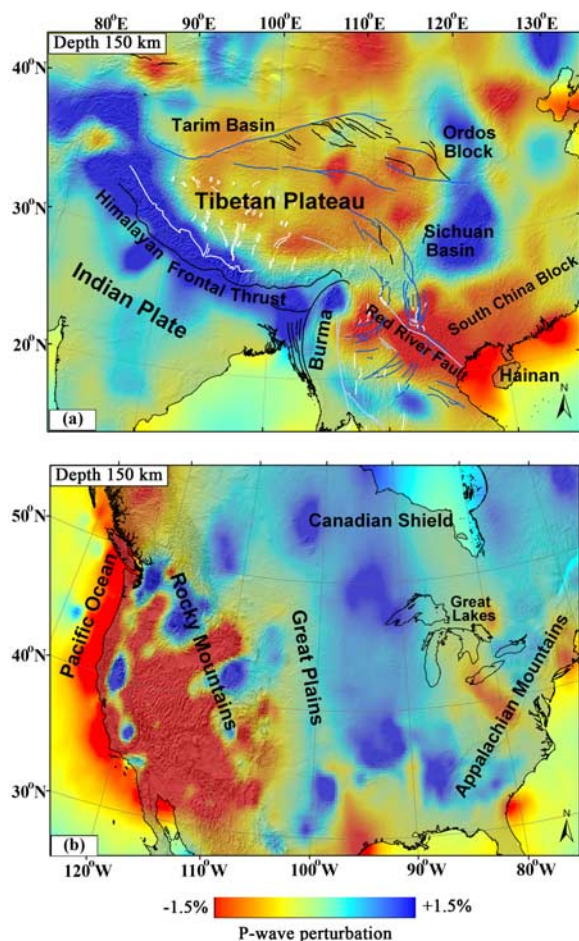 80°E
90°E
100°E
110°E
120°E
130°E
Depth 150 km
40°N
30°N
20°N
Tarim Basin
Ordos
Block
Tibetan Plateau
Sichuan
Basin
Himalayan Frontal Thrust
Indian Plate
Burma
Red River Fault
South China Block
Hainan
N
(a)
Depth 150 km
50°N
40°N
30°N
Canadian Shield
Pacific Ocean
Rocky Mountains
Great Plains
Great
Lakes
Appalachian Mountains
N
(b)
120°W
110°W
100°W
90°W
80°W
-1.5%
+1.5%
P-wave perturbation